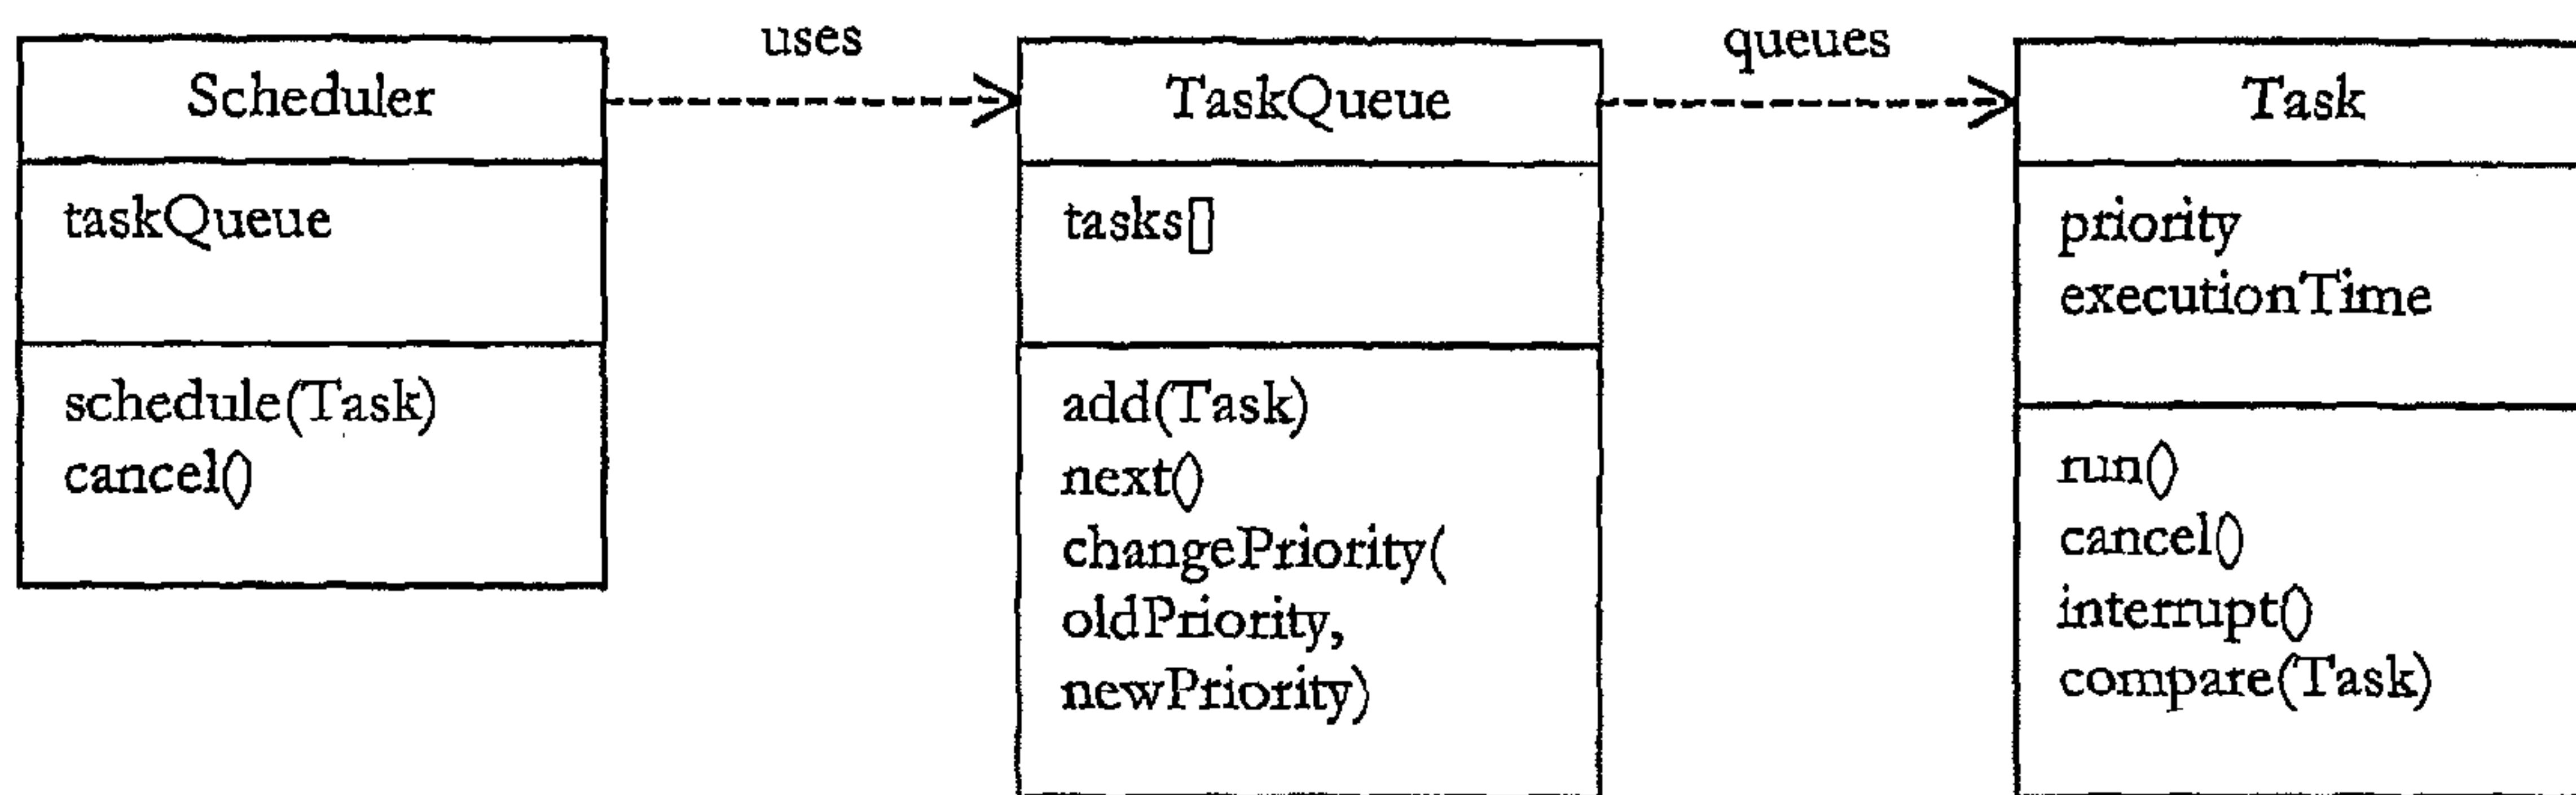 uses
queues
Scheduler
TaskQueue
Task
taskQueue
tasks[]
priority
executionTime
schedule(Task)
cancel()
add(Task)
next()
changePriority(
oldPriority,
newPriority)
run()
cancel()
interrupt()
compare(Task)